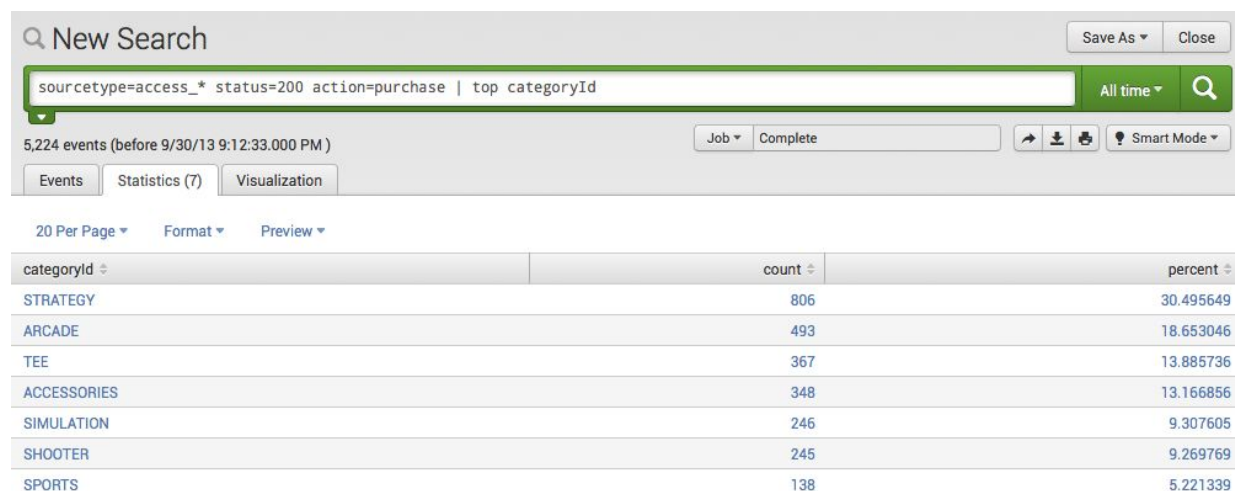 New Search
Save As Close
sourcetype=access_* status=200 action=purchase | top categoryId
All time
5,224 events (before 9/30/13 9:12:33.000 PM )
Job Complete
Smart Mode
Events Statistics (7) Visualization
20 Per Page Format Preview
categoryId count percent
STRATEGY 806 30.495649
ARCADE 493 18.653046
TEE 367 13.885736
ACCESSORIES 348 13.166856
SIMULATION 246 9.307605
SHOOTER 245 9.269769
SPORTS 138 5.221339